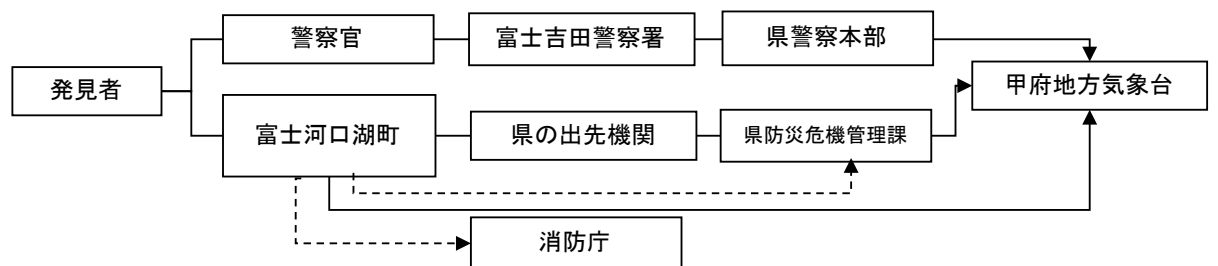 警察官
富士吉田警察署
県警察本部
発見者
甲府地方気象台
富士河口湖町
県の出先機関
県防災危機管理課
消防庁